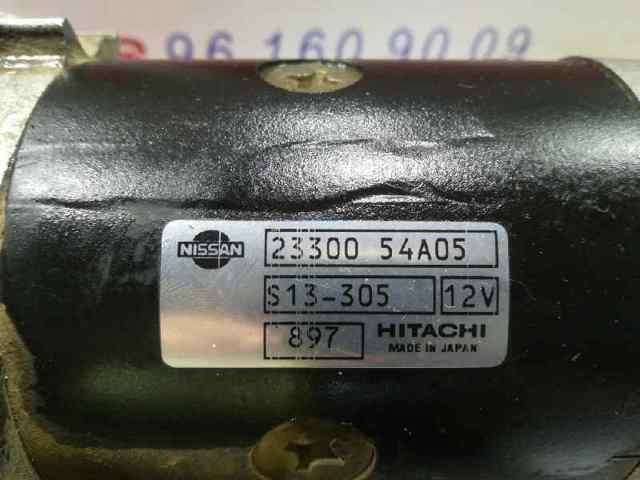 96 160 90 09
NISSAN
23300 54A05
S13-305 12V
897 HITACHI
MADE IN JAPAN